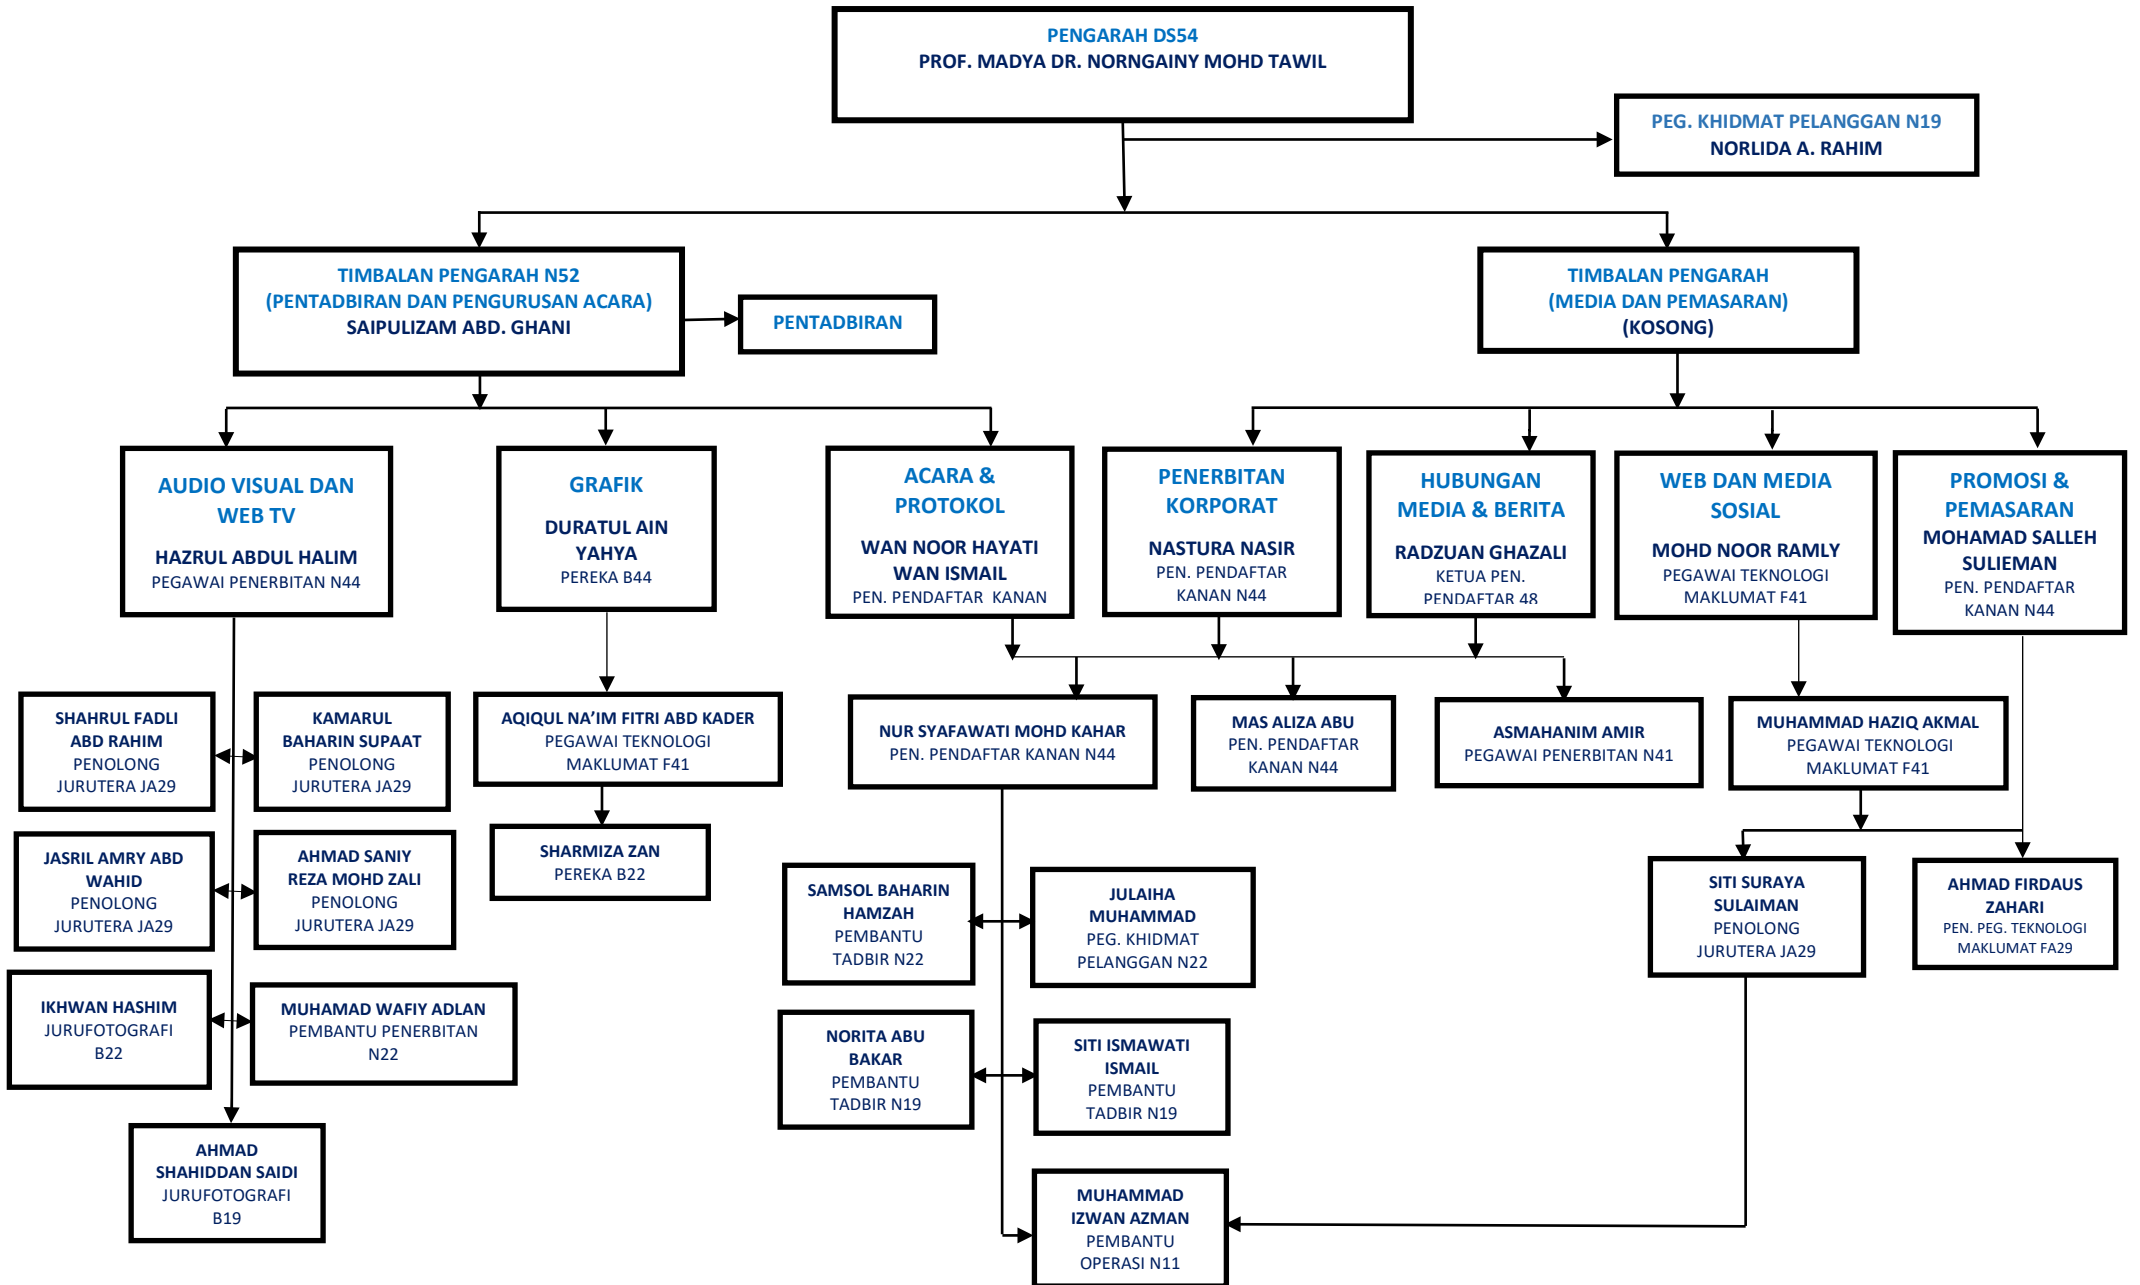 PENGARAH DS54
PROF. MADYA DR. NORNGAINY MOHD TAWIL
PEG. KHIDMAT PELANGGAN N19
NORLIDA A. RAHIM
TIMBALAN PENGARAH N52
(PENTADBIRAN DAN PENGURUSAN ACARA)
SAIPULIZAM ABD. GHANI
PENTADBIRAN
TIMBALAN PENGARAH
(MEDIA DAN PEMASARAN)
(KOSONG)
AUDIO VISUAL DAN
WEB TV
HAZRUL ABDUL HALIM
PEGAWAI PENERBITAN N44
GRAFIK
DURATUL AIN
YAHYA
PEREKA B44
ACARA &
PROTOKOL
WAN NOOR HAYATI
WAN ISMAIL
PEN. PENDAFTAR KANAN
PENERBITAN
KORPORAT
NASTURA NASIR
PEN. PENDAFTAR
KANAN N44
HUBUNGAN
MEDIA & BERITA
RADZUAN GHAZALI
KETUA PEN.
PENDAFTAR 48
WEB DAN MEDIA
SOSIAL
MOHD NOOR RAMLY
PEGAWAI TEKNOLOGI
MAKLUMAT F41
PROMOSI &
PEMASARAN
MOHAMAD SALLEH
SULIEMAN
PEN. PENDAFTAR
KANAN N44
SHAHRUL FADLI
ABD RAHIM
PENOLONG
JURUTERA JA29
KAMARUL
BAHARIN SUPAAT
PENOLONG
JURUTERA JA29
AQIQUL NA’IM FITRI ABD KADER
PEGAWAI TEKNOLOGI
MAKLUMAT F41
NUR SYAFAWATI MOHD KAHAR
PEN. PENDAFTAR KANAN N44
MAS ALIZA ABU
PEN. PENDAFTAR
KANAN N44
ASMAHANIM AMIR
PEGAWAI PENERBITAN N41
MUHAMMAD HAZIQ AKMAL
PEGAWAI TEKNOLOGI
MAKLUMAT F41
JASRIL AMRY ABD
WAHID
PENOLONG
JURUTERA JA29
AHMAD SANIY
REZA MOHD ZALI
PENOLONG
JURUTERA JA29
SHARMIZA ZAN
PEREKA B22
SAMSOL BAHARIN
HAMZAH
PEMBANTU
TADBIR N22
JULAIHA
MUHAMMAD
PEG. KHIDMAT
PELANGGAN N22
SITI SURAYA
SULAIMAN
PENOLONG
JURUTERA JA29
AHMAD FIRDAUS
ZAHARI
PEN. PEG. TEKNOLOGI
MAKLUMAT FA29
IKHWAN HASHIM
JURUFOTOGRAFI
B22
MUHAMAD WAFIY ADLAN
PEMBANTU PENERBITAN
N22
NORITA ABU
BAKAR
PEMBANTU
TADBIR N19
SITI ISMAWATI
ISMAIL
PEMBANTU
TADBIR N19
AHMAD
SHAHIDDAN SAIDI
JURUFOTOGRAFI
B19
MUHAMMAD
IZWAN AZMAN
PEMBANTU
OPERASI N11